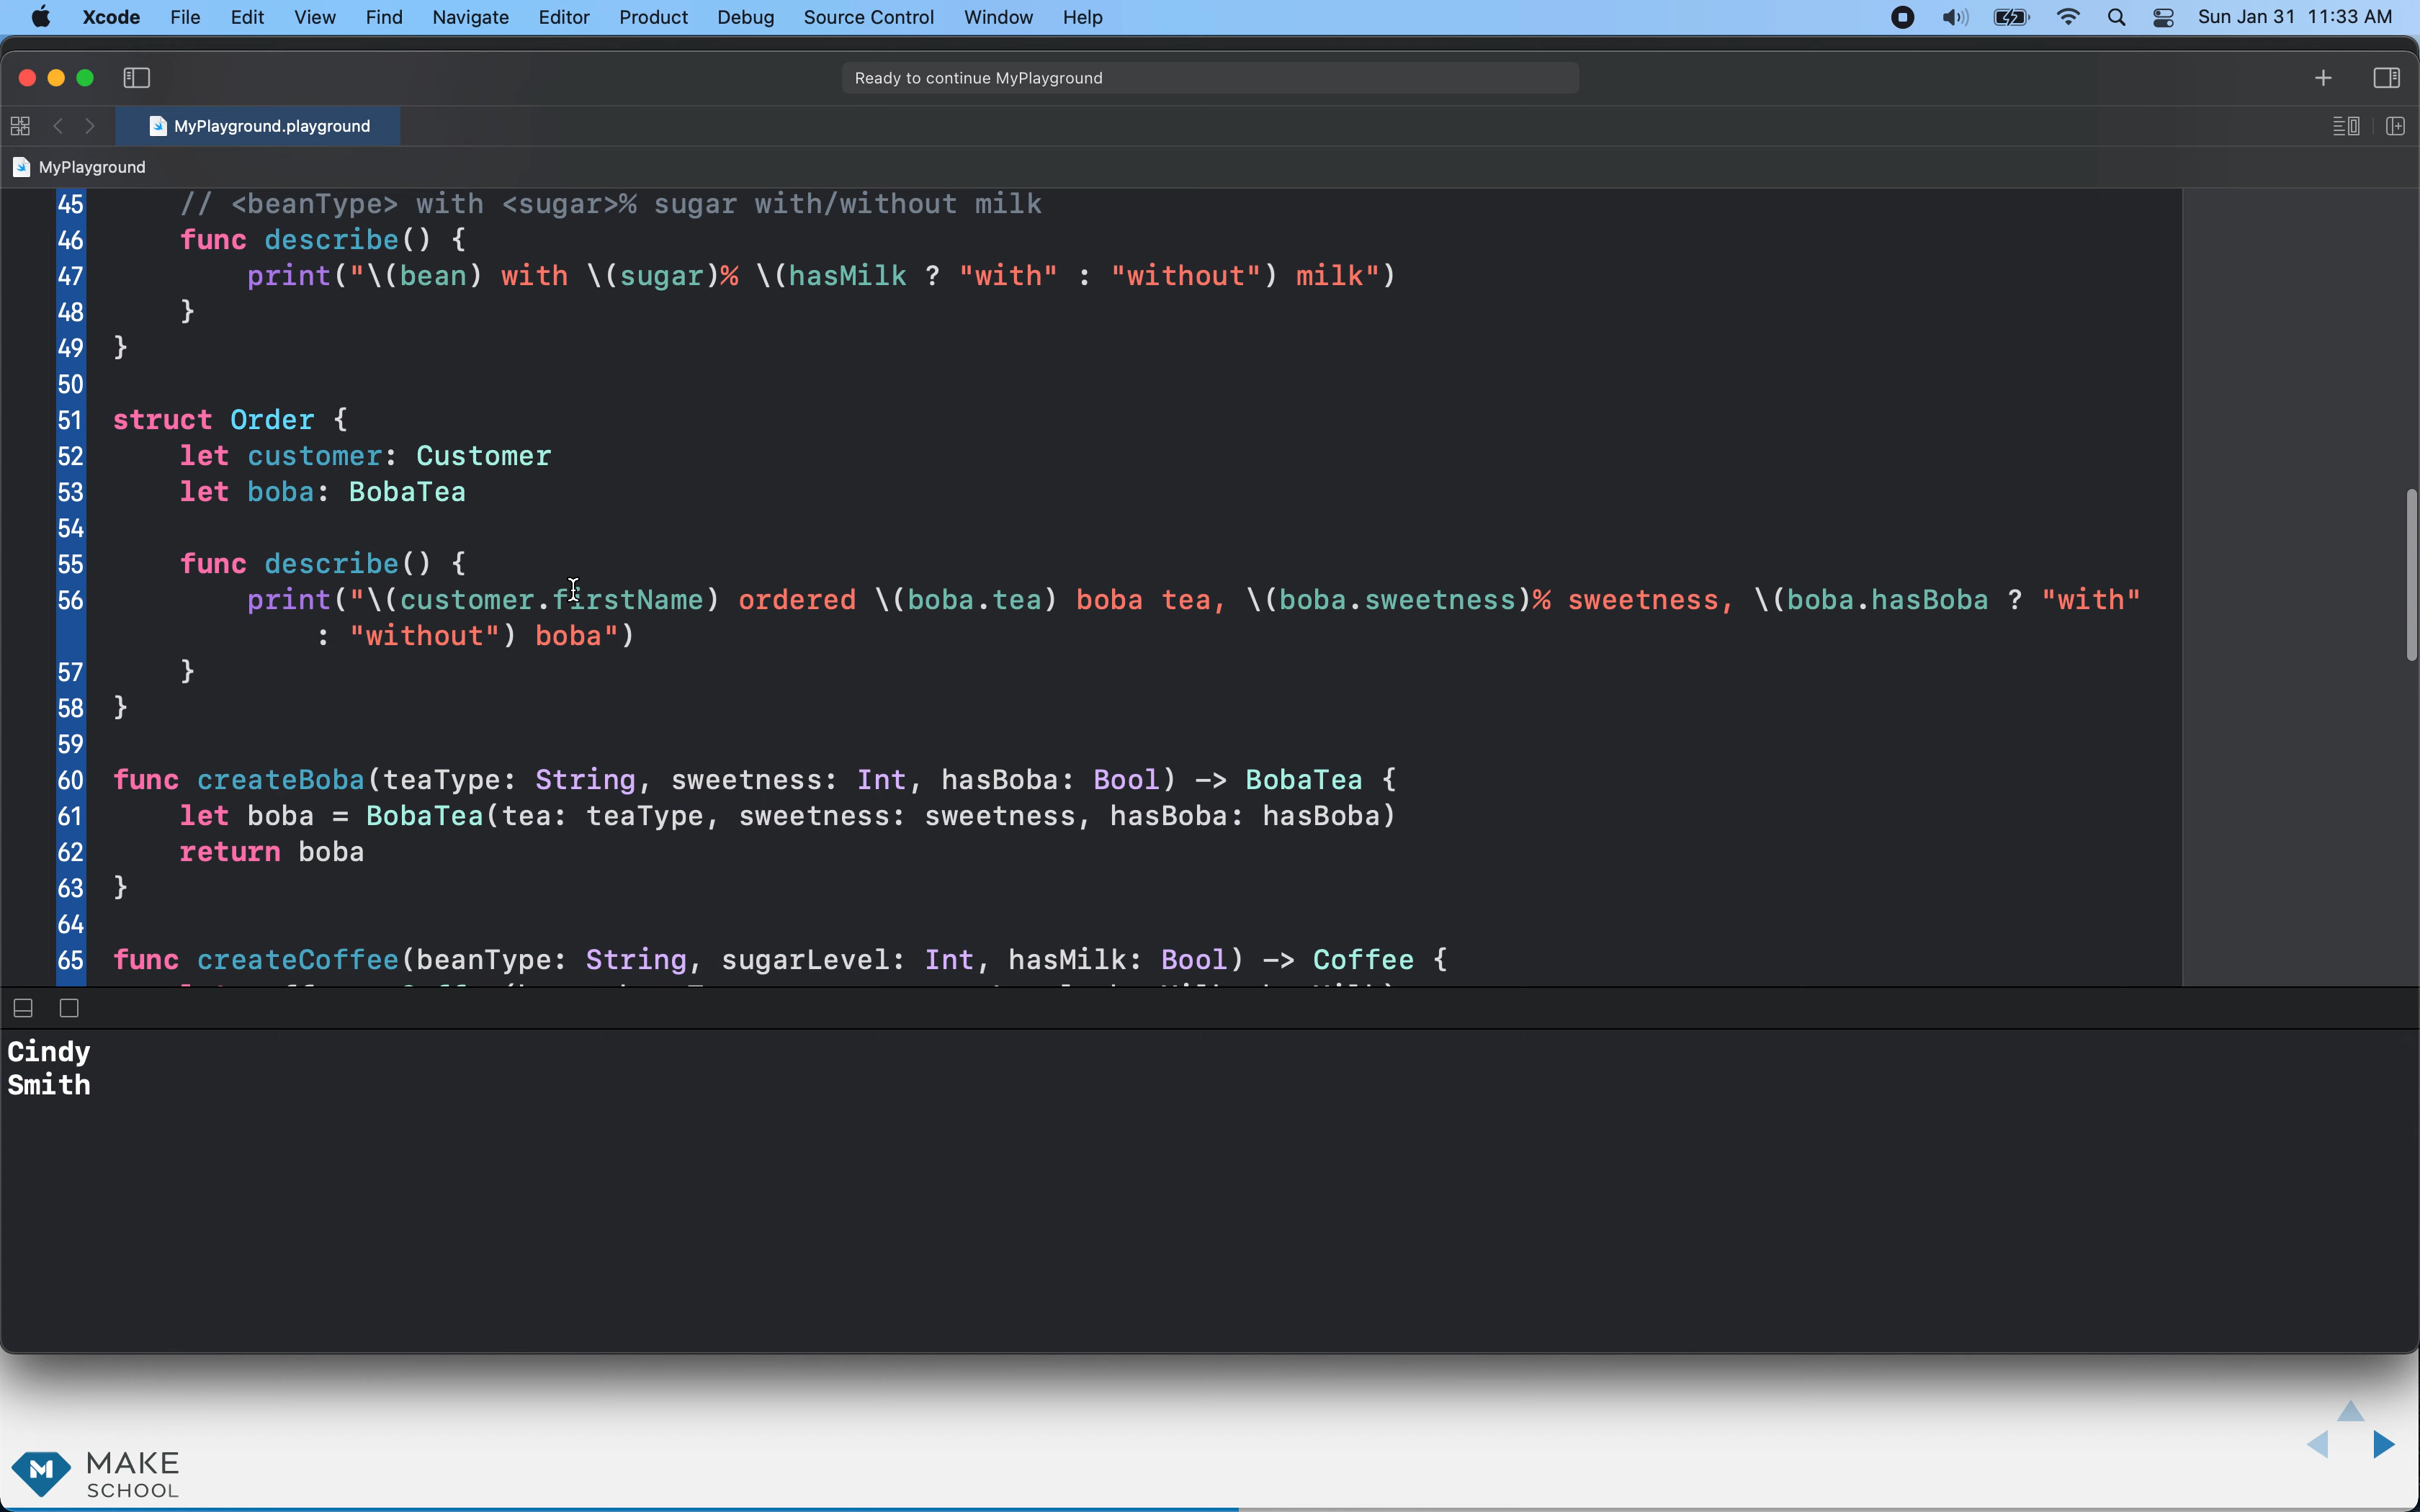 Xcode File Edit View Find Navigate Editor Product Debug Source Control Window Help Sun Jan 31 11:33 AM
Ready to continue MyPlayground
MyPlayground.playground
MyPlayground
45 // <beanType> with <sugar>% sugar with/without milk
46 func describe() {
47 print("\(bean) with \(sugar)% \(hasMilk ? "with" : "without") milk")
48 }
49 }
50
51 struct Order {
52 let customer: Customer
53 let boba: BobaTea
54
55 func describe() {
56 print("\(customer.firstName) ordered \(boba.tea) boba tea, \(boba.sweetness)% sweetness, \(boba.hasBoba ? "with"
: "without") boba")
57 }
58 }
59
60 func createBoba(teaType: String, sweetness: Int, hasBoba: Bool) -> BobaTea {
61 let boba = BobaTea(tea: teaType, sweetness: sweetness, hasBoba: hasBoba)
62 return boba
63 }
64
65 func createCoffee(beanType: String, sugarLevel: Int, hasMilk: Bool) -> Coffee {
Cindy
Smith
M MAKE
SCHOOL